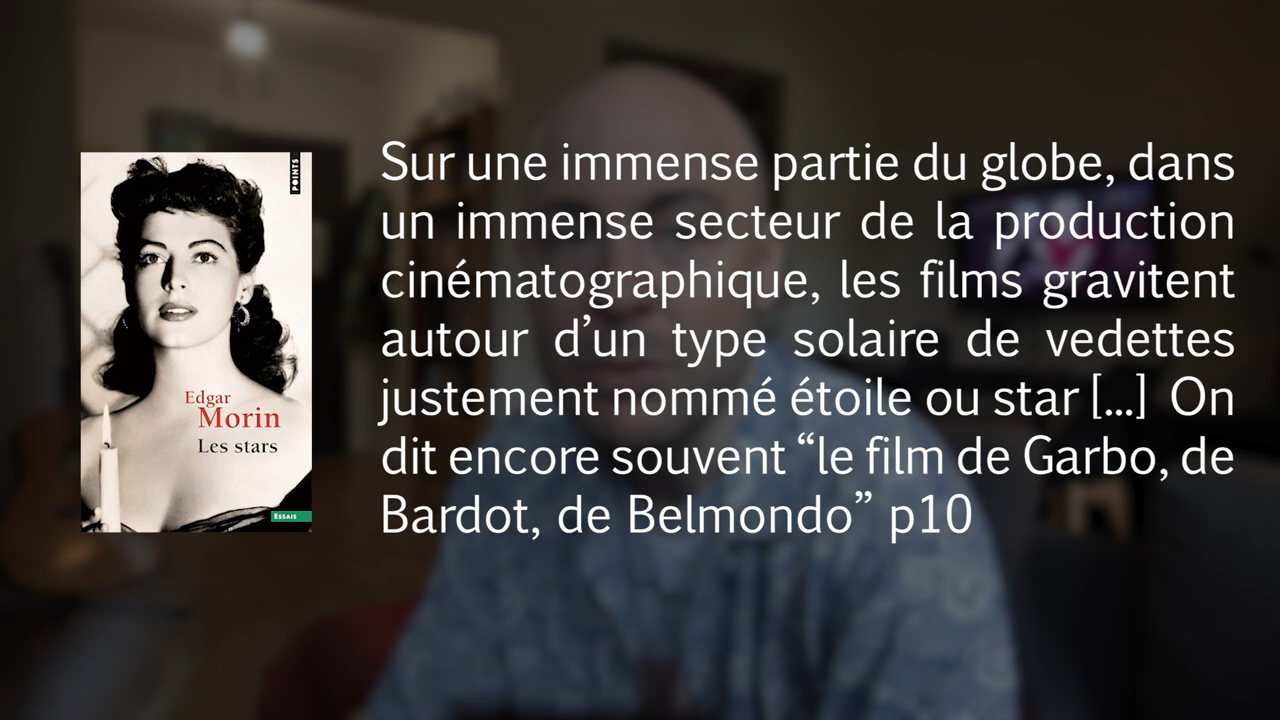 POINTS
Edgar
Morin
Les stars
ESSAIS
Sur une immense partie du globe, dans
un immense secteur de la production
cinématographique, les films gravitent
autour d’un type solaire de vedettes
justement nommé étoile ou star [...] On
dit encore souvent “le film de Garbo, de
Bardot, de Belmondo” p10